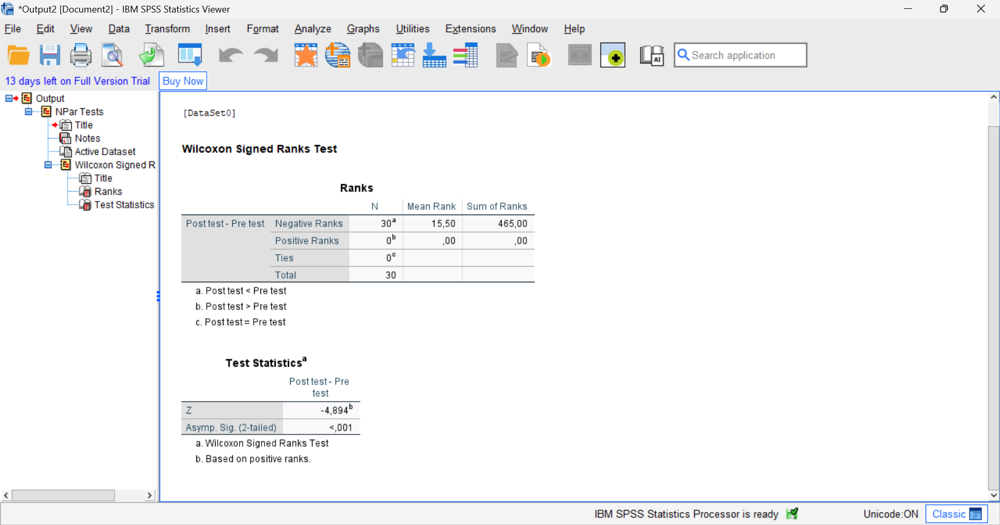 *Output2 [Document2] - IBM SPSS Statistics Viewer
File Edit View Data Transform Insert Format Analyze Graphs Utilities Extensions Window Help
AI Search application
13 days left on Full Version Trial Buy Now
Output
NPar Tests
Title
Notes
Active Dataset
Wilcoxon Signed R
Title
Ranks
Test Statistics
[DataSet0]
Wilcoxon Signed Ranks Test
Ranks
N Mean Rank Sum of Ranks
Post test - Pre test Negative Ranks 30a 15,50 465,00
Positive Ranks 0b ,00 ,00
Ties 0c
Total 30
a. Post test < Pre test
b. Post test > Pre test
c. Post test = Pre test
Test Statisticsa
Post test - Pre
test
Z -4,894b
Asymp. Sig. (2-tailed) <,001
a. Wilcoxon Signed Ranks Test
b. Based on positive ranks.
IBM SPSS Statistics Processor is ready Unicode:ON Classic